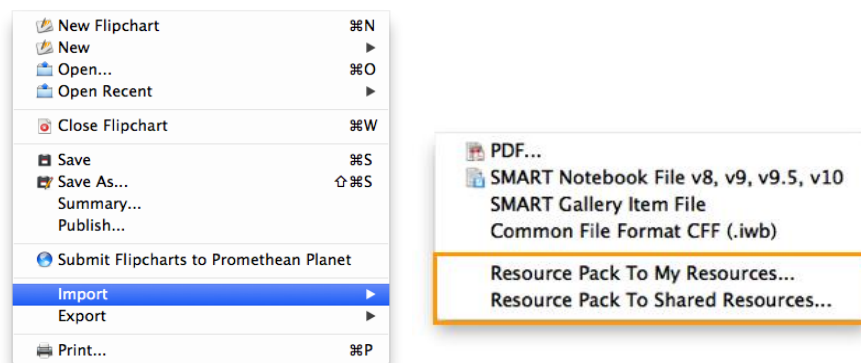 New Flipchart ⌘N
New ▶
Open... ⌘O
Open Recent ▶
Close Flipchart ⌘W
Save ⌘S
Save As... ⇧⌘S
Summary...
Publish...
Submit Flipcharts to Promethean Planet
Import ▶
Export ▶
Print... ⌘P
PDF...
SMART Notebook File v8, v9, v9.5, v10
SMART Gallery Item File
Common File Format CFF (.iwb)
Resource Pack To My Resources...
Resource Pack To Shared Resources...